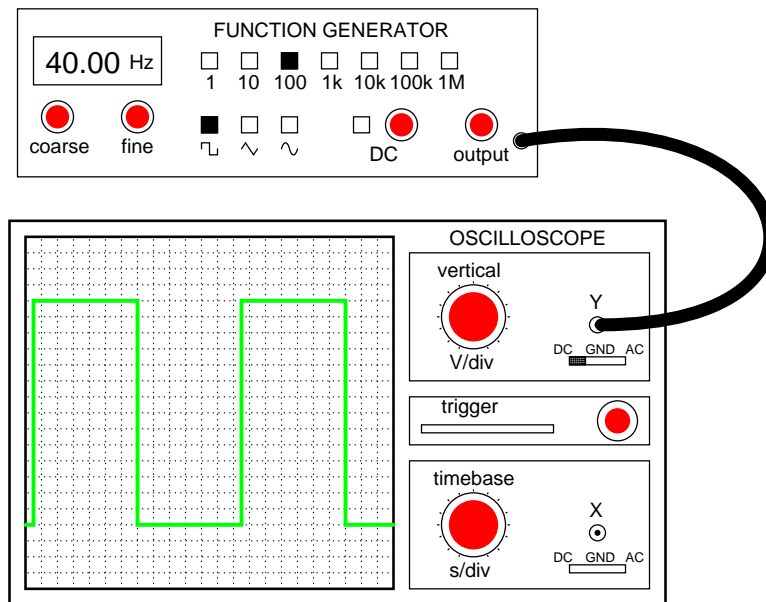 FUNCTION GENERATOR
40.00 Hz
1 10 100 1k 10k 100k 1M
coarse fine DC output
OSCILLOSCOPE
vertical
Y
DC GND AC
V/div
trigger
timebase
X
DC GND AC
s/div